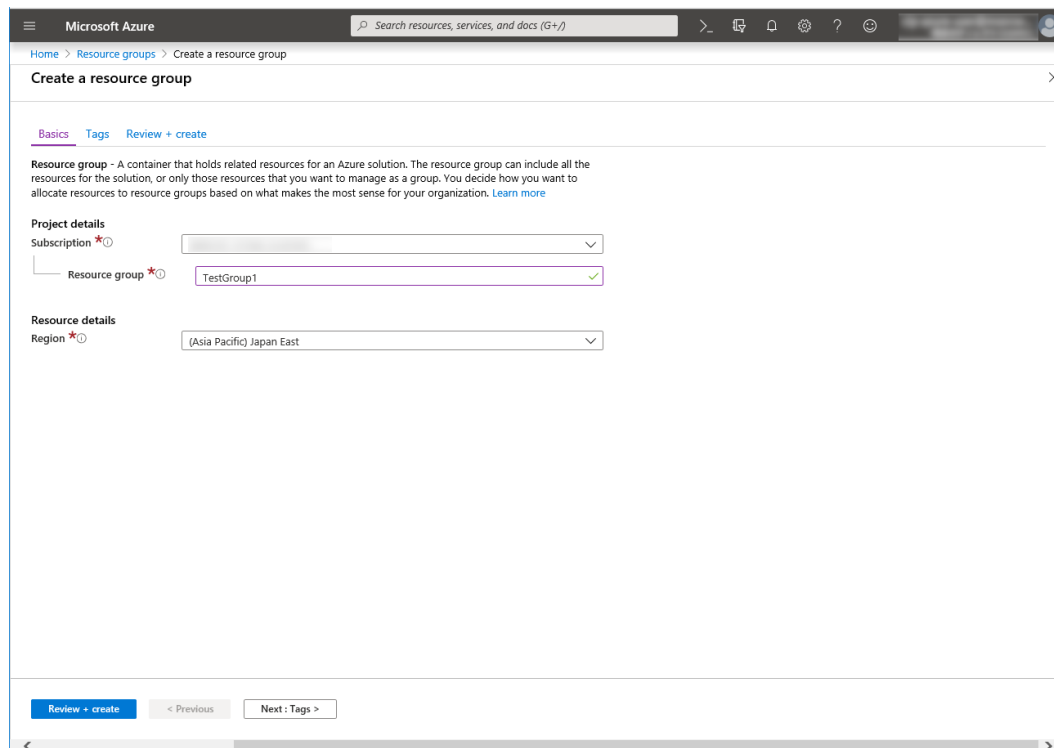 Microsoft Azure
Search resources, services, and docs (G+/)
Home > Resource groups > Create a resource group
Create a resource group
Basics Tags Review + create
Resource group - A container that holds related resources for an Azure solution. The resource group can include all the
resources for the solution, or only those resources that you want to manage as a group. You decide how you want to
allocate resources to resource groups based on what makes the most sense for your organization. Learn more
Project details
Subscription *
Resource group * TestGroup1
Resource details
Region * (Asia Pacific) Japan East
Review + create < Previous Next : Tags >